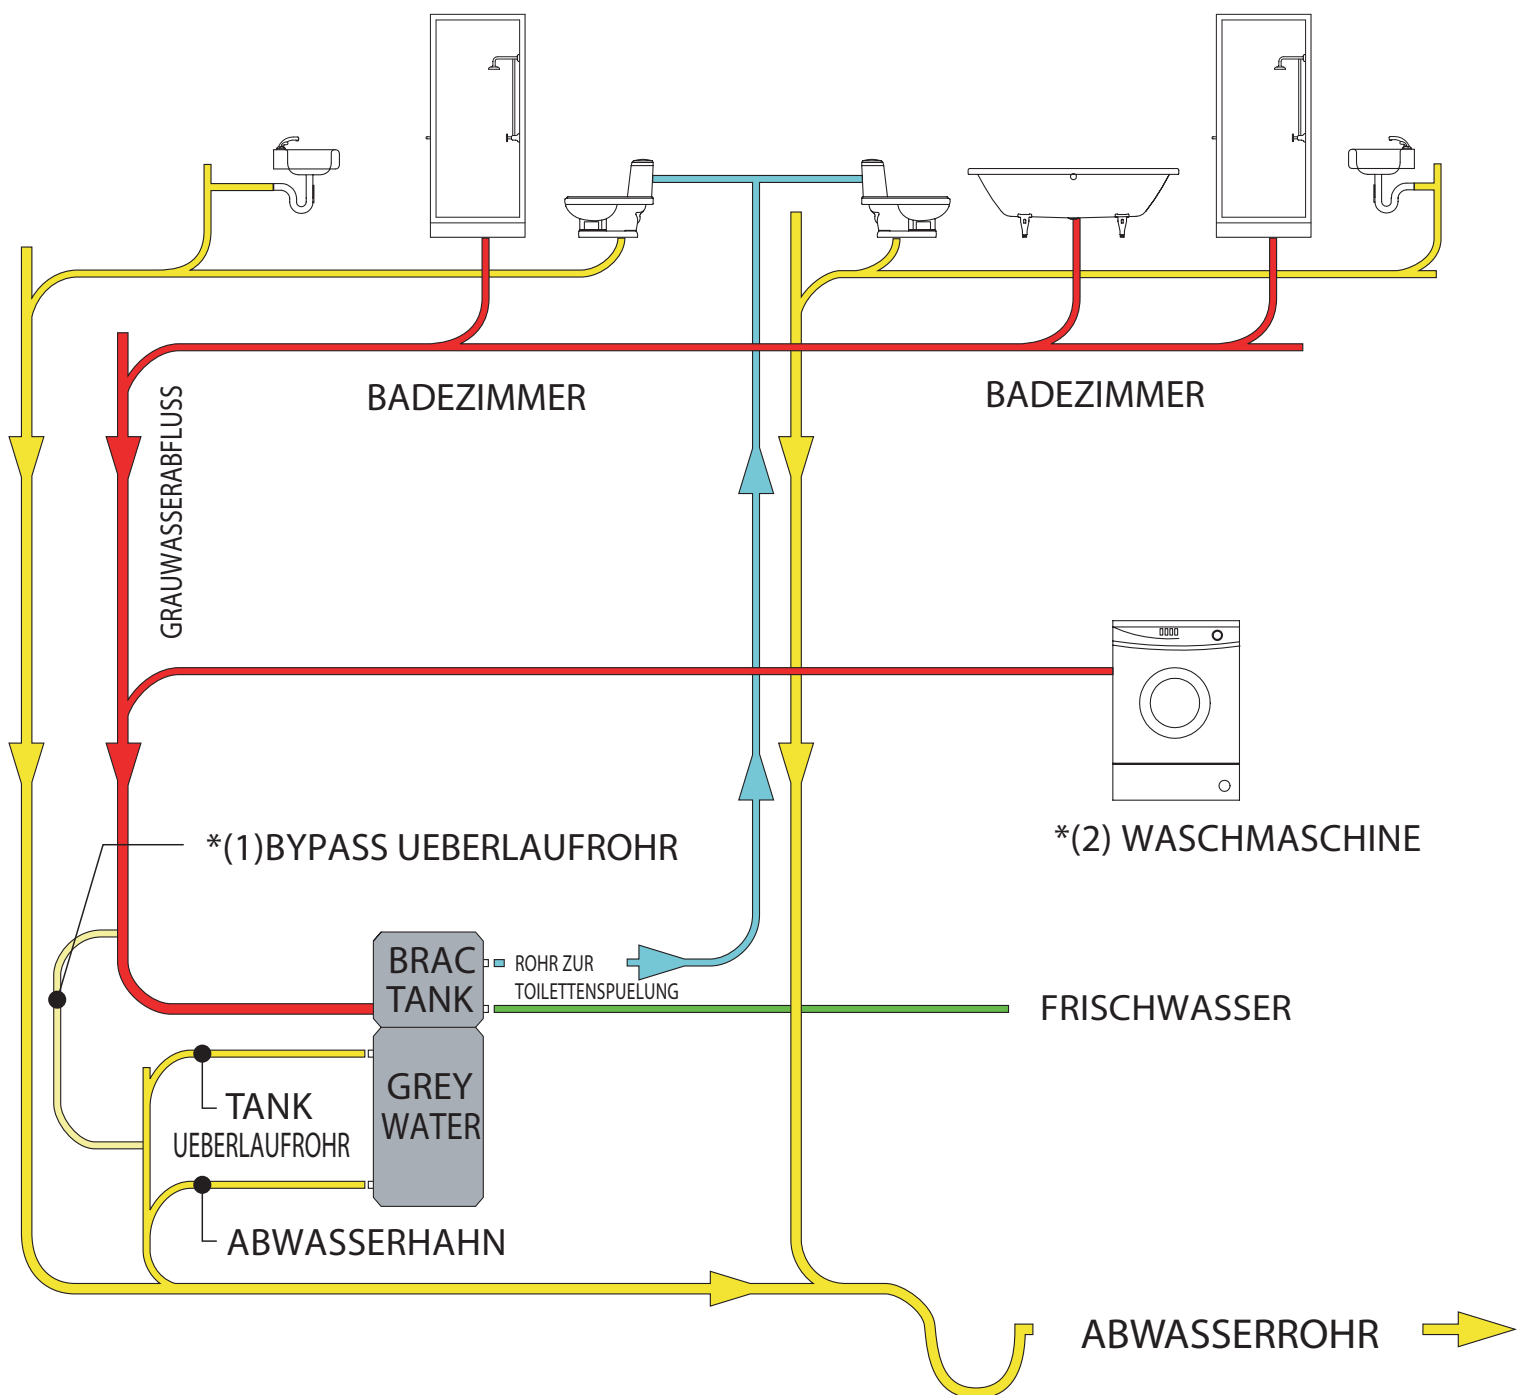 BADEZIMMER
BADEZIMMER
GRAUWASSERABFLUSS
*(1)BYPASS UEBERLAUFROHR
*(2) WASCHMASCHINE
BRAC
TANK
ROHR ZUR
TOILETTENSPUELUNG
FRISCHWASSER
GREY
WATER
TANK
UEBERLAUFROHR
ABWASSERHAHN
ABWASSERROHR